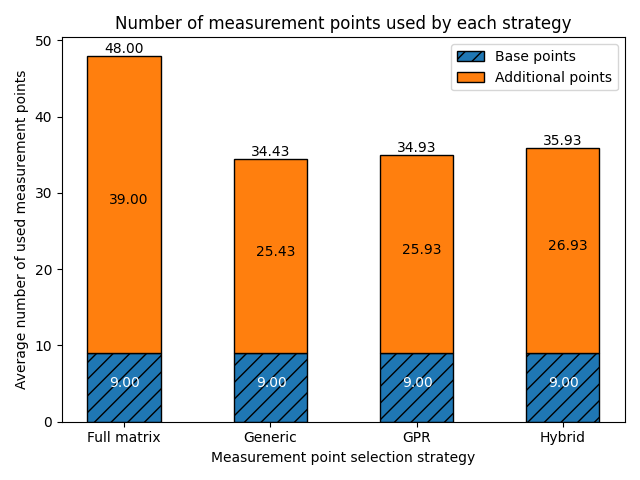 Number of measurement points used by each strategy
Average number of used measurement points
50
40
30
20
10
0
Base points
Additional points
48.00
34.43
34.93
35.93
39.00
25.43
25.93
26.93
9.00
9.00
9.00
9.00
Full matrix
Generic
GPR
Hybrid
Measurement point selection strategy